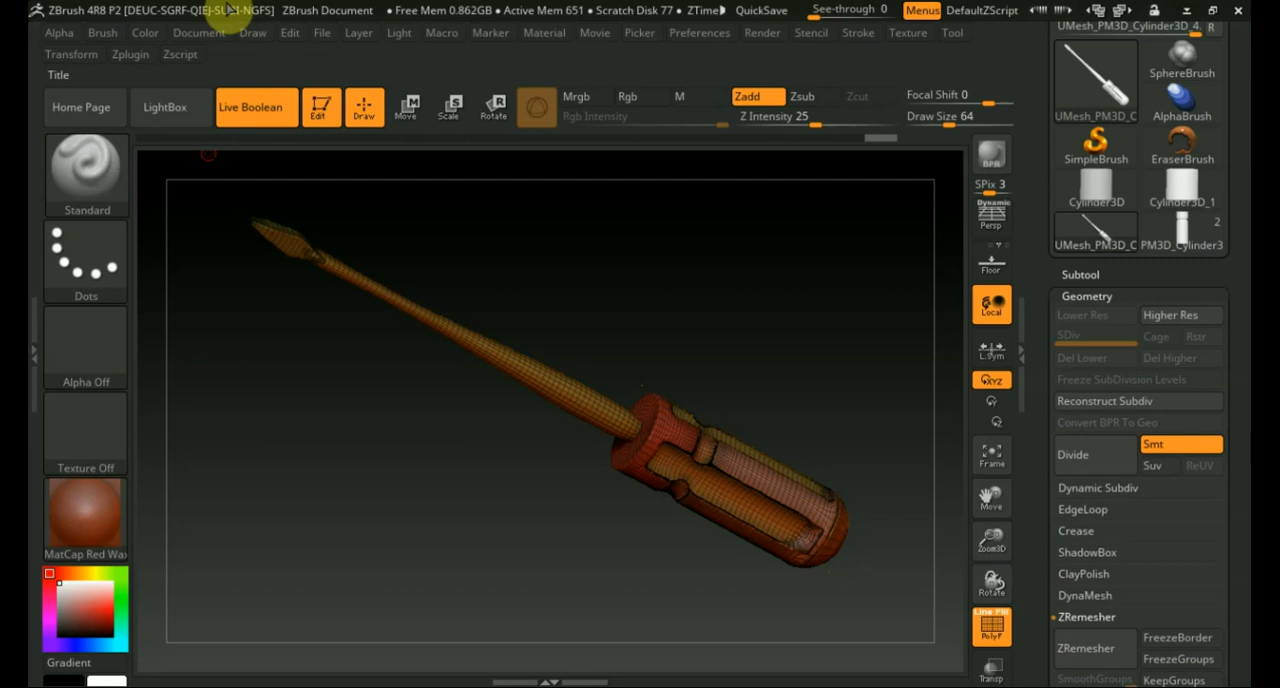 ZBrush 4R8 P2 [DEUC-SGRF-QIEJ-SUZI-NGFS] ZBrush Document • Free Mem 0.862GB • Active Mem 651 • Scratch Disk 77 • ZTime QuickSave See-through 0 Menus DefaultZScript
Alpha Brush Color Document Draw Edit File Layer Light Macro Marker Material Movie Picker Preferences Render Stencil Stroke Texture Tool
Transform Zplugin Zscript
Title
Home Page LightBox Live Boolean Edit Draw Move Scale Rotate
Mrgb Rgb M Zadd Zsub Zcut Focal Shift 0
Rgb Intensity Z Intensity 25 Draw Size 64
Standard
Dots
Alpha Off
Texture Off
MatCap Red Wax
Gradient
BPR
SPix 3
Dynamic
Persp
Floor
Local
L.Sym
XYZ
Y
Z
Frame
Move
Zoom3D
Rotate
Line Fill
PolyF
Transp
UMesh_PM3D_Cylinder3D_4. R
SphereBrush
UMesh_PM3D_C AlphaBrush
SimpleBrush EraserBrush
Cylinder3D Cylinder3D_1
2
UMesh_PM3D_C PM3D_Cylinder3
Subtool
Geometry
Lower Res Higher Res
SDiv Cage Rstr
Del Lower Del Higher
Freeze SubDivision Levels
Reconstruct Subdiv
Convert BPR To Geo
Divide Smt
Suv ReUV
Dynamic Subdiv
EdgeLoop
Crease
ShadowBox
ClayPolish
DynaMesh
ZRemesher
ZRemesher FreezeBorder
FreezeGroups
SmoothGroups KeepGroups